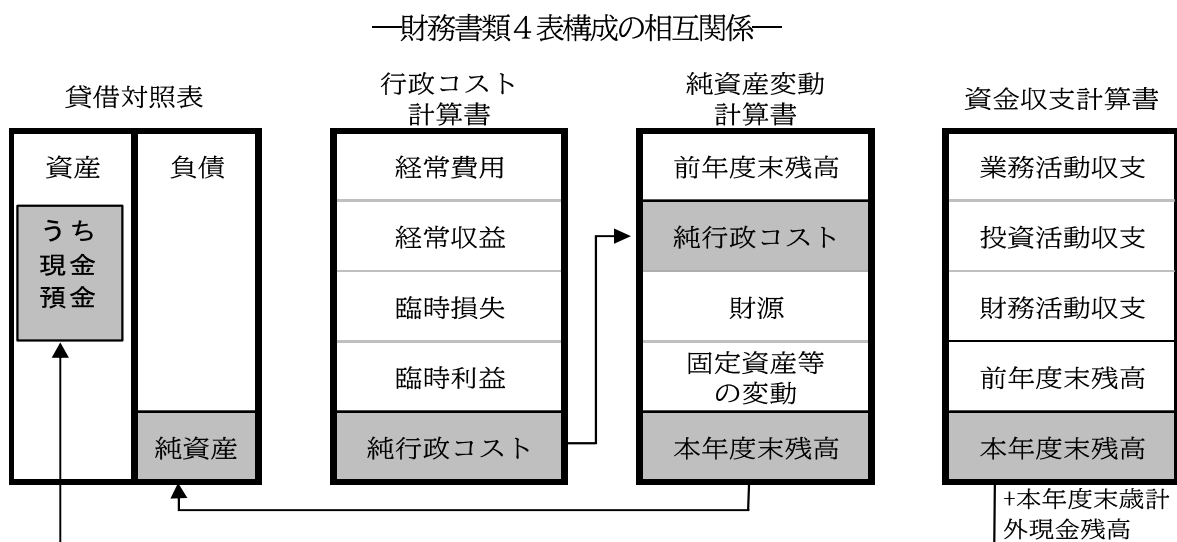 ―財務書類４表構成の相互関係―
貸借対照表
資産
負債
うち
現金
預金
純資産
行政コスト
計算書
経常費用
経常収益
臨時損失
臨時利益
純行政コスト
純資産変動
計算書
前年度末残高
純行政コスト
財源
固定資産等
の変動
本年度末残高
資金収支計算書
業務活動収支
投資活動収支
財務活動収支
前年度末残高
本年度末残高
+本年度末歳計
外現金残高